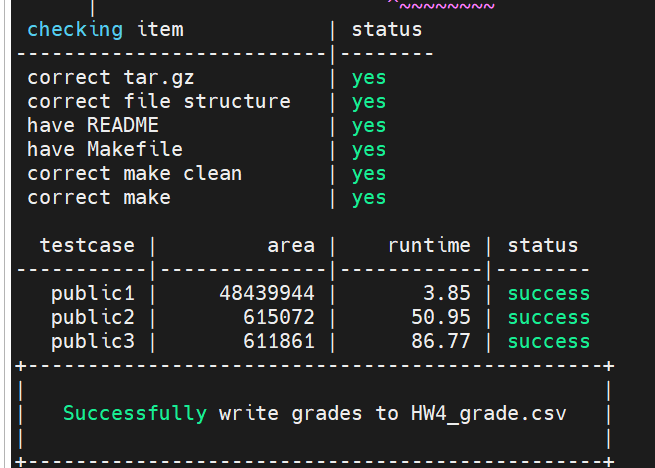 |                         ^~~~~~~~~
checking item            | status
--------------------------|--------
correct tar.gz           | yes
correct file structure   | yes
have README              | yes
have Makefile            | yes
correct make clean       | yes
correct make             | yes
testcase |         area |    runtime | status
-----------|--------------|------------|--------
public1 |     48439944 |       3.85 | success
public2 |       615072 |      50.95 | success
public3 |       611861 |      86.77 | success
+------------------------------------------------+
|                                                |
|   Successfully write grades to HW4_grade.csv   |
|                                                |
+------------------------------------------------+